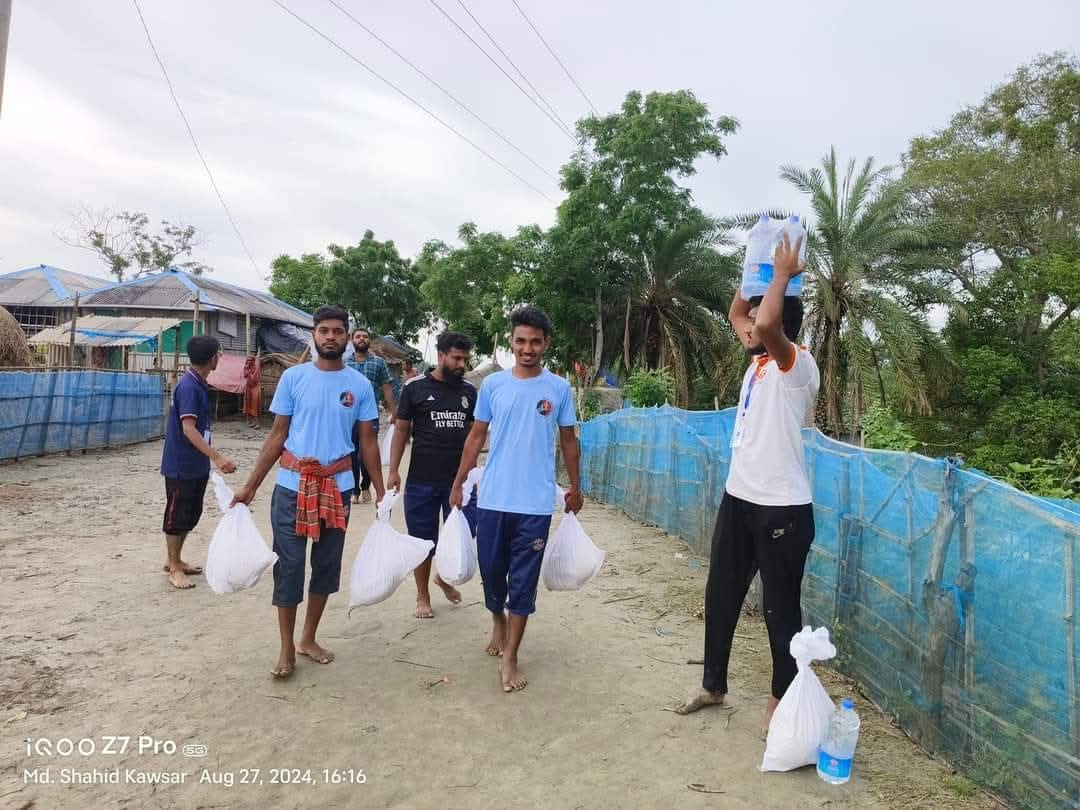 Emirates
FLY BETTER
iQOO Z7 Pro 5G
Md. Shahid Kawsar Aug 27, 2024, 16:16